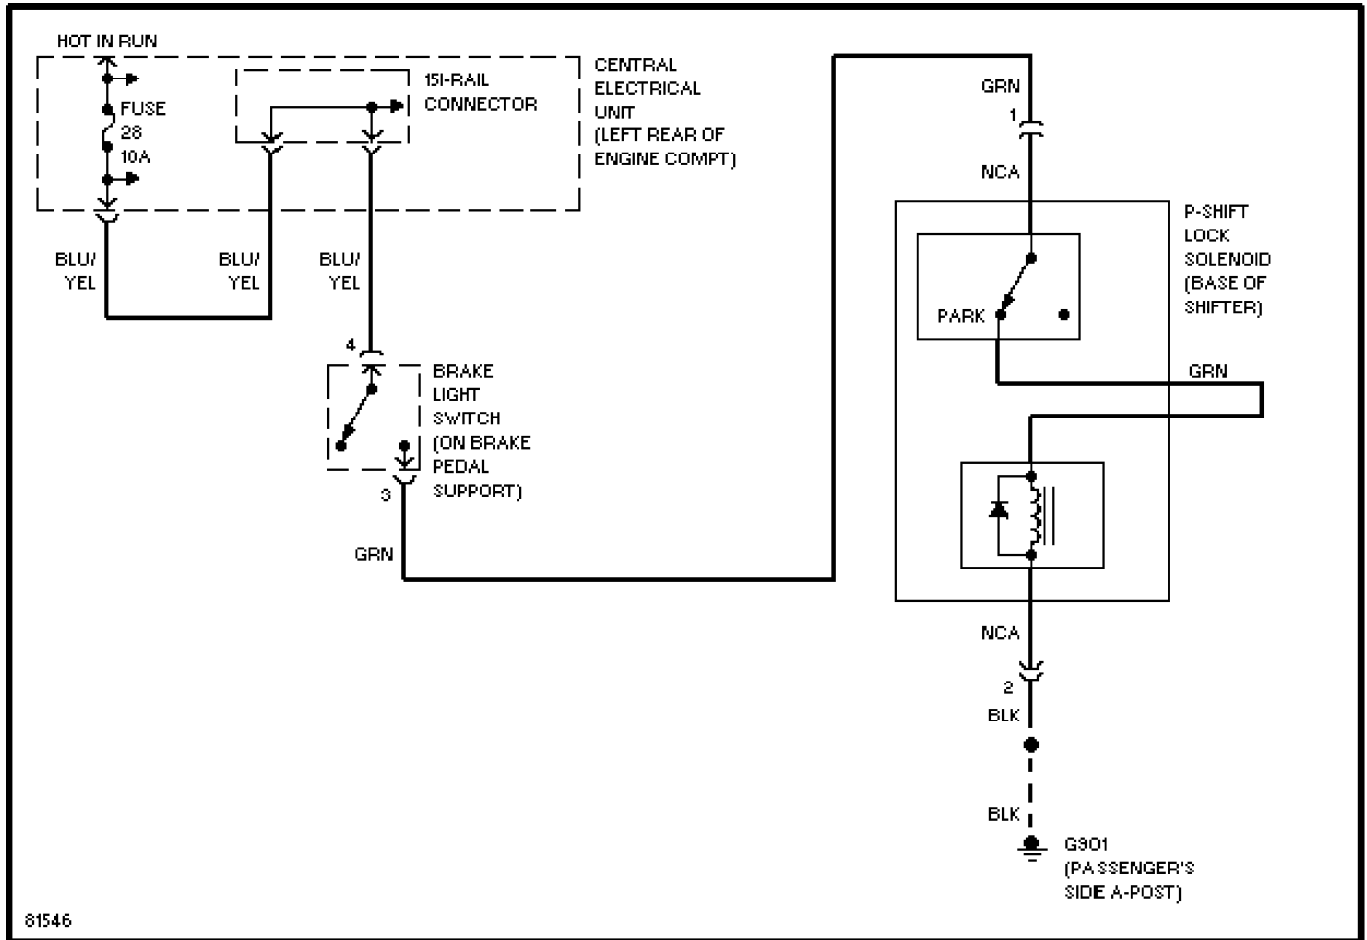 HOT IN RUN
FUSE
28
10A
15I-RAIL
CONNECTOR
CENTRAL
ELECTRICAL
UNIT
(LEFT REAR OF
ENGINE COMPT)
BLU/
YEL
BLU/
YEL
BLU/
YEL
4
BRAKE
LIGHT
SWITCH
(ON BRAKE
PEDAL
SUPPORT)
3
GRN
GRN
1
NCA
P-SHIFT
LOCK
SOLENOID
(BASE OF
SHIFTER)
PARK
GRN
NCA
2
BLK
BLK
G901
(PASSENGER'S
SIDE A-POST)
81546